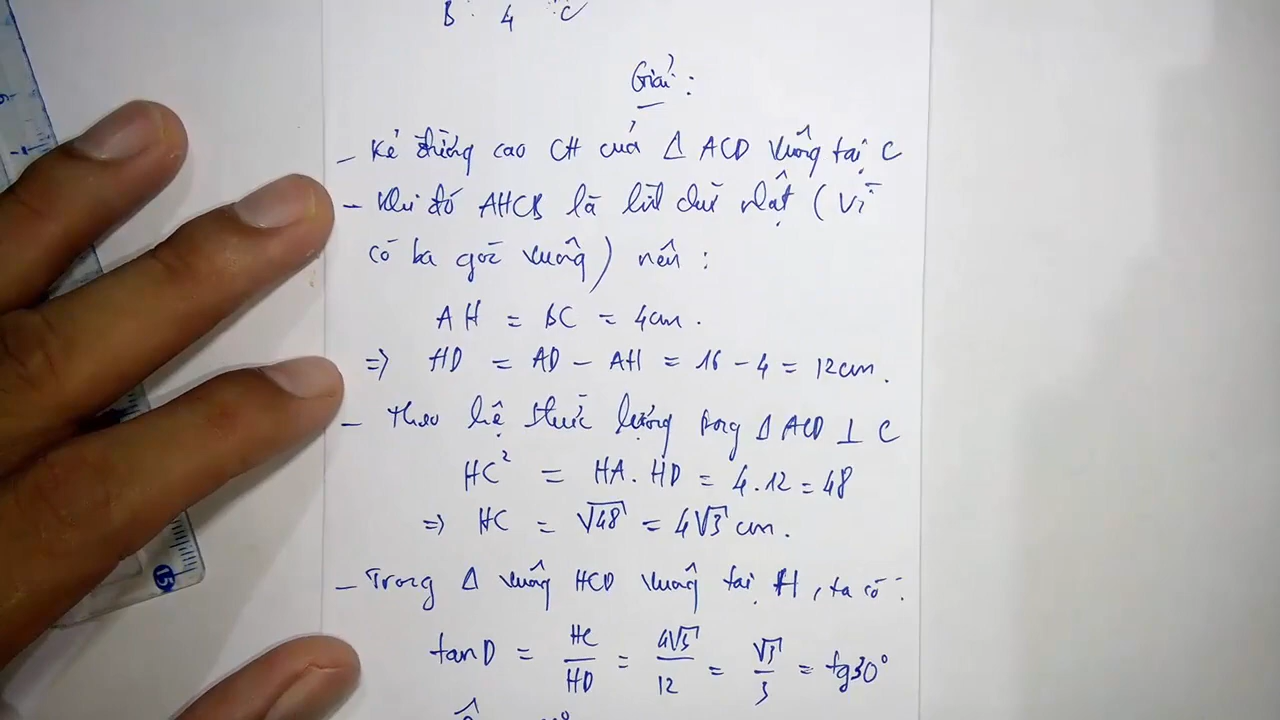 B 4 C
Giải :
- Kẻ đường cao CH của Δ ACD vuông tại C
- Khi đó AHCB là hình chữ nhật ( Vì
có ba góc vuông ) nên :
AH = BC = 4cm .
=> HD = AD - AH = 16 - 4 = 12cm .
- Theo hệ thức lượng trong Δ ACD ⊥ C
HC² = HA . HD = 4 . 12 = 48
=> HC = √48 = 4√3 cm .
- Trong Δ vuông HCD vuông tại H , ta có :
tanD = HC/HD = 4√3/12 = √3/3 = tg30°
15